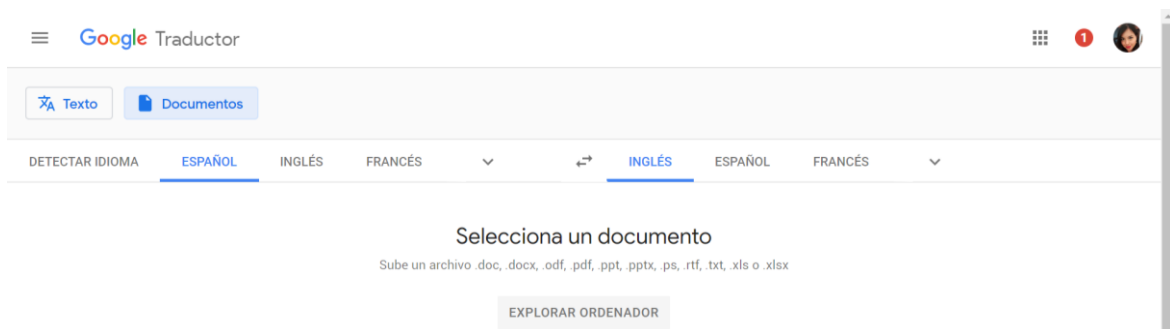 Google Traductor 1
Texto Documentos
DETECTAR IDIOMA ESPAÑOL INGLÉS FRANCÉS INGLÉS ESPAÑOL FRANCÉS
Selecciona un documento
Sube un archivo .doc, .docx, .odf, .pdf, .ppt, .pptx, .ps, .rtf, .txt, .xls o .xlsx
EXPLORAR ORDENADOR